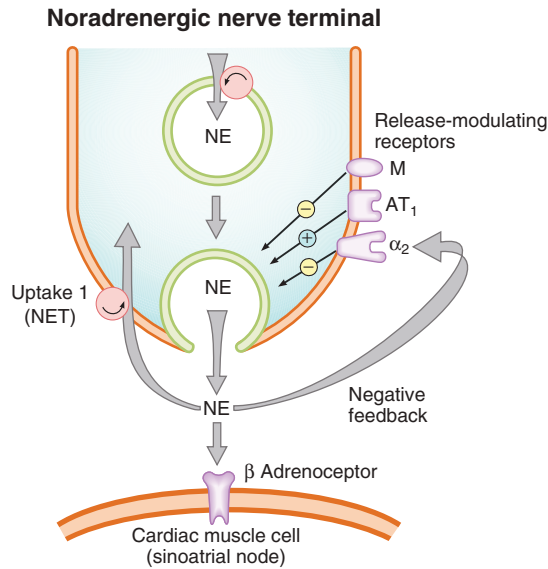 Noradrenergic nerve terminal
NE
Release-modulating
receptors
M
−
AT1
+
α2
−
NE
Uptake 1
(NET)
NE
Negative
feedback
β Adrenoceptor
Cardiac muscle cell
(sinoatrial node)